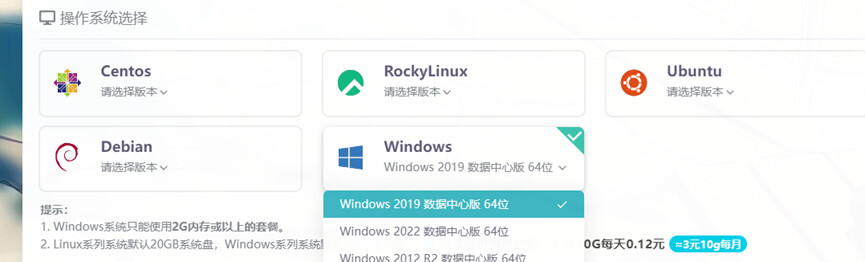 操作系统选择
Centos
请选择版本
RockyLinux
请选择版本
Ubuntu
请选择版本
Debian
请选择版本
Windows
Windows 2019 数据中心版 64位
Windows 2019 数据中心版 64位
Windows 2022 数据中心版 64位
Windows 2012 R2 数据中心版 64位
提示：
1. Windows系统只能使用2G内存或以上的套餐。
2. Linux系列系统默认20GB系统盘，Windows系列系统 0G每天0.12元 ≈3元10g每月